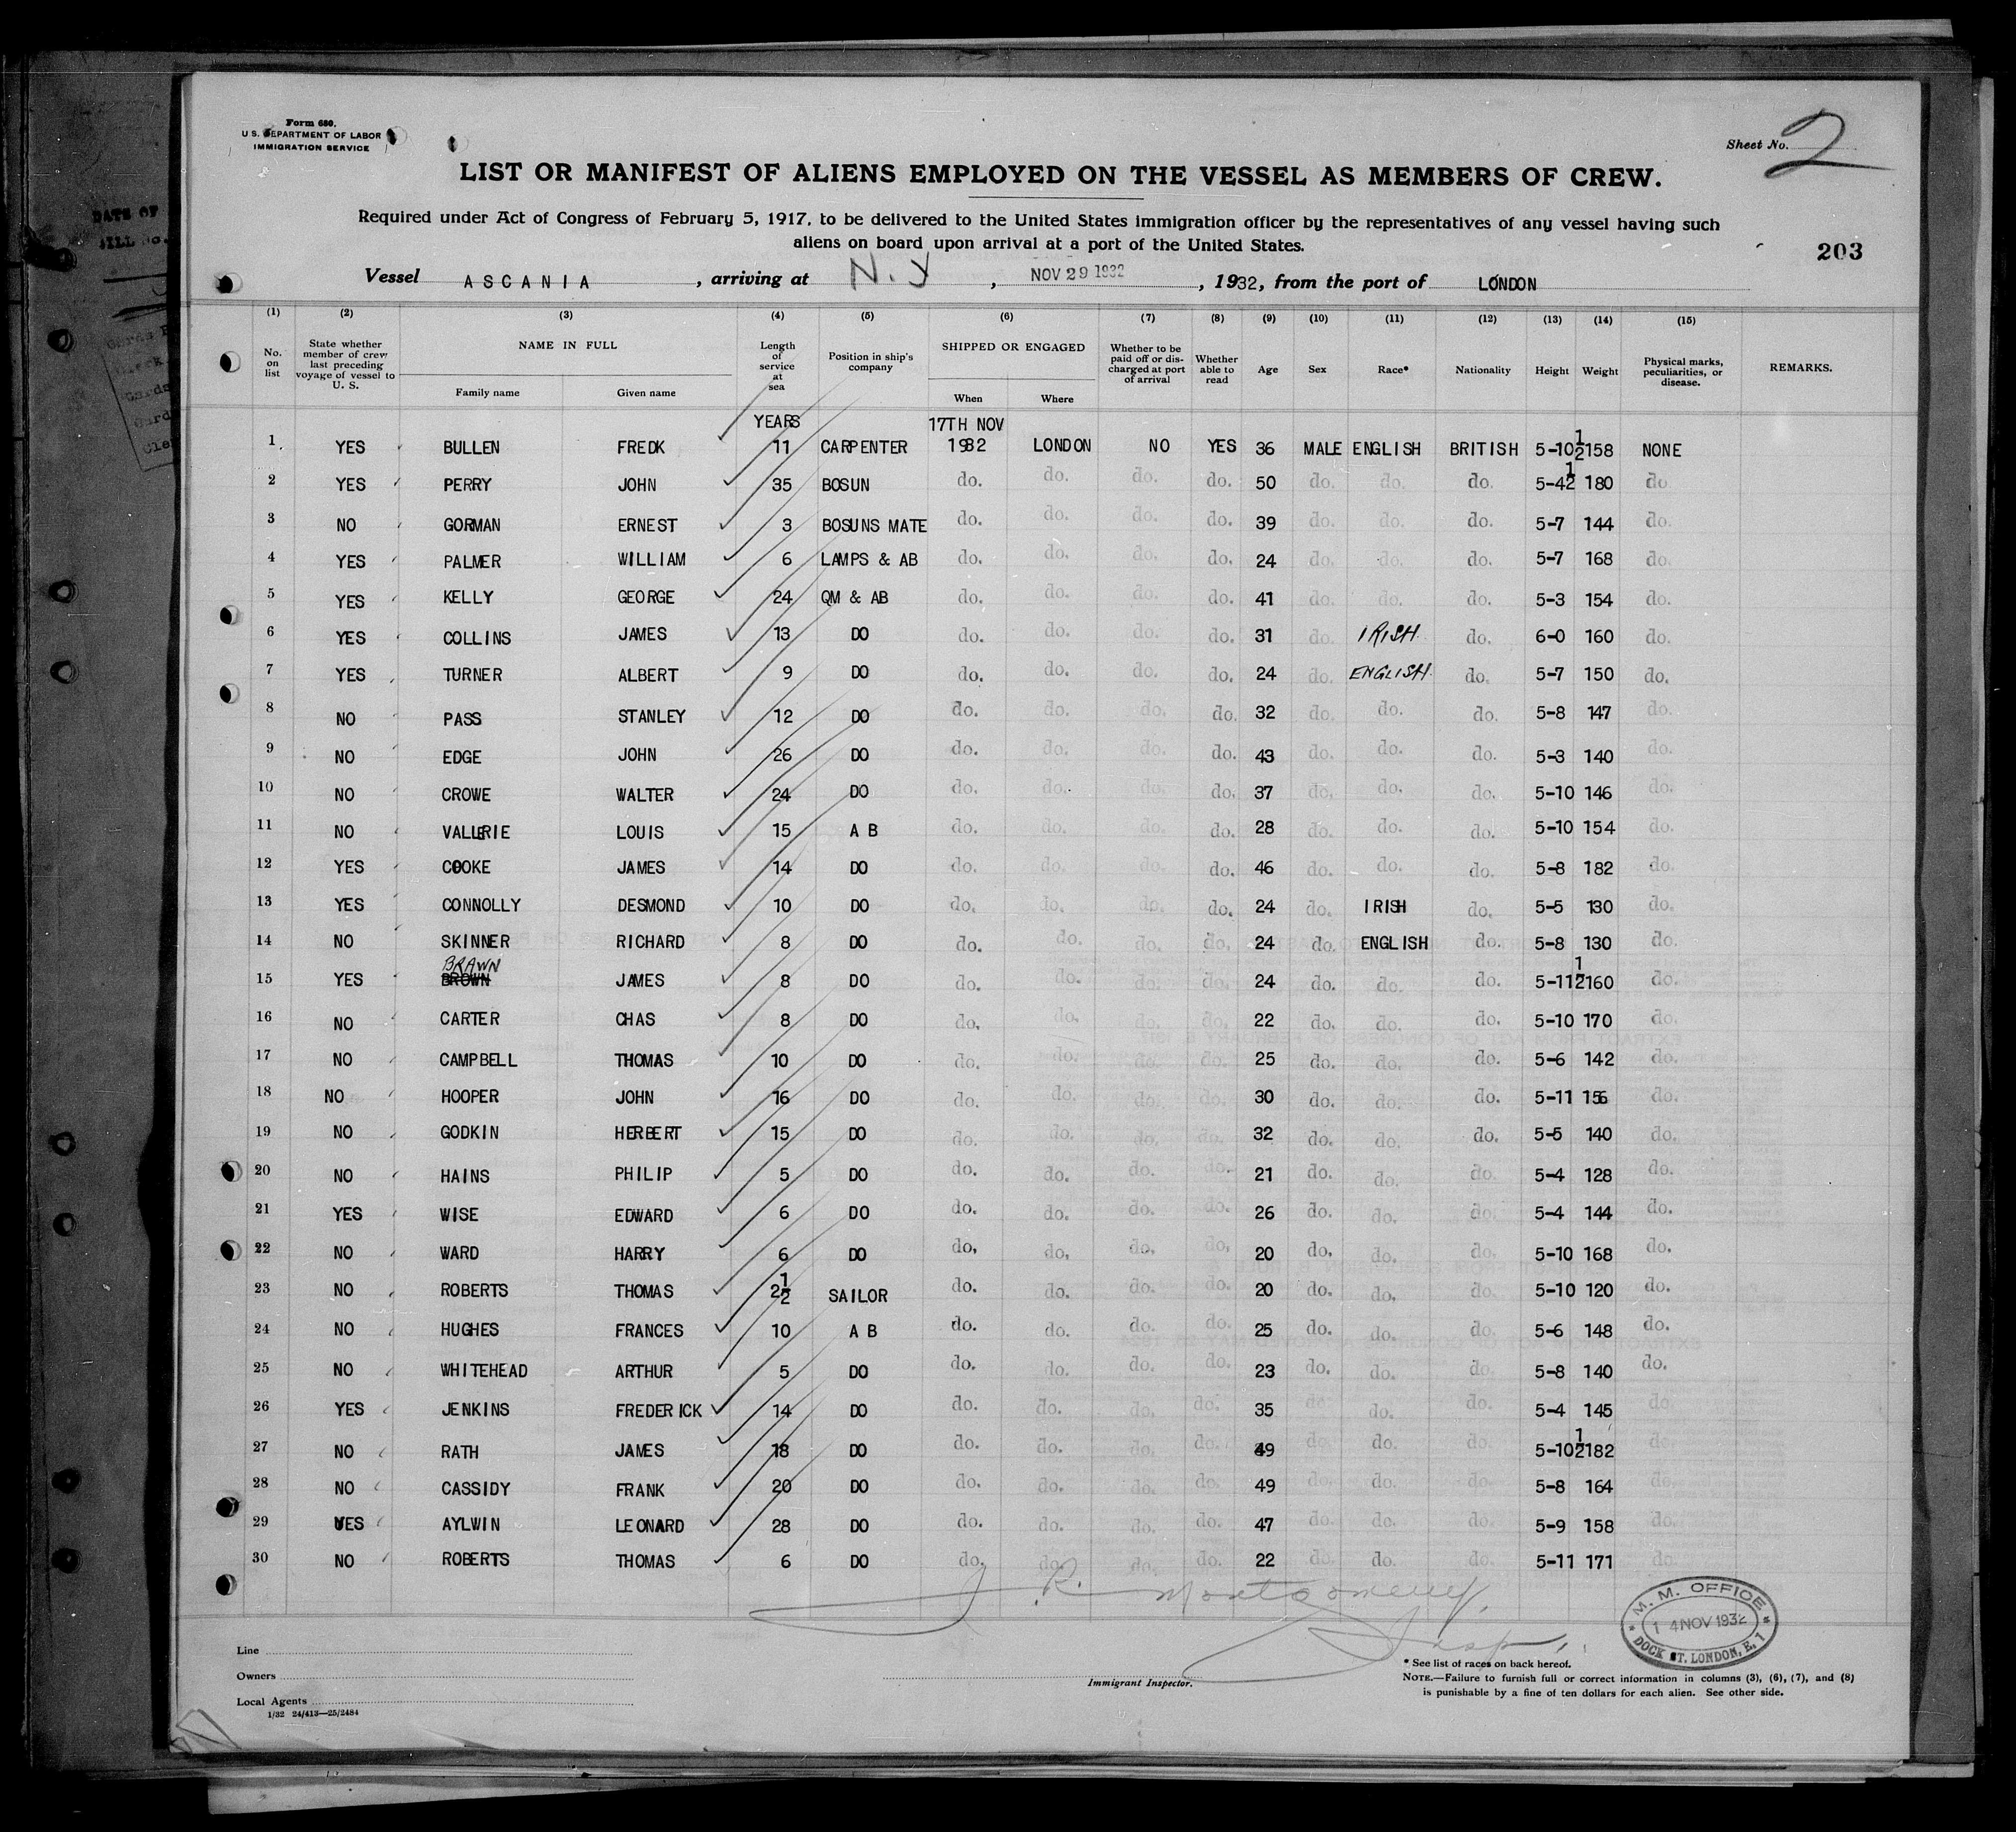 Form 680.
U.S. DEPARTMENT OF LABOR
IMMIGRATION SERVICE
Sheet No. 2
LIST OR MANIFEST OF ALIENS EMPLOYED ON THE VESSEL AS MEMBERS OF CREW.
Required under Act of Congress of February 5, 1917, to be delivered to the United States immigration officer by the representatives of any vessel having such
aliens on board upon arrival at a port of the United States.
203
Vessel ASCANIA, arriving at N.Y, NOV 29 1932, 1932, from the port of LONDON
(1) (2) (3) (4) (5) (6) (7) (8) (9) (10) (11) (12) (13) (14) (15)
No. on list State whether member of crew last preceding voyage of vessel to U. S. NAME IN FULL Family name Given name Length of service at sea Position in ship's company SHIPPED OR ENGAGED When Where Whether to be paid off or discharged at port of arrival Whether able to read Age Sex Race* Nationality Height Weight Physical marks, peculiarities, or disease. REMARKS.
YEARS 17TH NOV
1 YES BULLEN FREDK 11 CARPENTER 1932 LONDON NO YES 36 MALE ENGLISH BRITISH 5-10 1/2 158 NONE
2 YES PERRY JOHN 35 BOSUN do. do. do. do. 50 do. do. do. 5-4 1/2 180 do
3 NO GORMAN ERNEST 3 BOSUNS MATE do. do. do. do. 39 do. do. do. 5-7 144 do.
4 YES PALMER WILLIAM 6 LAMPS & AB do. do. do. do. 24 do. do. do. 5-7 168 do.
5 YES KELLY GEORGE 24 QM & AB do. do. do. do. 41 do. do. do. 5-3 154 do.
6 YES COLLINS JAMES 13 DO do. do. do. do. 31 do. IRISH. do. 6-0 160 do.
7 YES TURNER ALBERT 9 DO do. do. do. do. 24 do. ENGLISH. do. 5-7 150 do.
8 NO PASS STANLEY 12 DO do. do. do. do. 32 do. do. do. 5-8 147 do.
9 NO EDGE JOHN 26 DO do. do. do. do. 43 do. do. do. 5-3 140 do.
10 NO CROWE WALTER 24 DO do. do. do. do. 37 do. do. do. 5-10 146 do.
11 NO VALLERIE LOUIS 15 A B do. do. do. do. 28 do. do. do. 5-10 154 do.
12 YES COOKE JAMES 14 DO do. do. do. do. 46 do. do. do. 5-8 182 do.
13 YES CONNOLLY DESMOND 10 DO do. do. do. do. 24 do. IRISH do. 5-5 130 do.
14 NO SKINNER RICHARD 8 DO do. do. do. do. 24 do. ENGLISH do. 5-8 130 do.
BRAWN
15 YES BROWN JAMES 8 DO do. do. do. do. 24 do. do. do. 5-11 1/2 160 do.
16 NO CARTER CHAS 8 DO do. do. do. do. 22 do. do. do. 5-10 170 do.
17 NO CAMPBELL THOMAS 10 DO do. do. do. do. 25 do. do. do. 5-6 142 do.
18 NO HOOPER JOHN 16 DO do. do. do. do. 30 do. do. do. 5-11 156 do.
19 NO GODKIN HERBERT 15 DO do. do. do. do. 32 do. do. do. 5-5 140 do.
20 NO HAINS PHILIP 5 DO do. do. do. do. 21 do. do. do. 5-4 128 do.
21 YES WISE EDWARD 6 DO do. do. do. do. 26 do. do. do. 5-4 144 do.
22 NO WARD HARRY 6 DO do. do. do. do. 20 do. do. do. 5-10 168 do.
23 NO ROBERTS THOMAS 2 1/2 SAILOR do. do. do. do. 20 do. do. do. 5-10 120 do.
24 NO HUGHES FRANCES 10 A B do. do. do. do. 25 do. do. do. 5-6 148 do.
25 NO WHITEHEAD ARTHUR 5 DO do. do. do. do. 23 do. do. do. 5-8 140 do.
26 YES JENKINS FREDERICK 14 DO do. do. do. do. 35 do. do. do. 5-4 145 do.
27 NO RATH JAMES 18 DO do. do. do. do. 49 do. do. do. 5-10 1/2 182 do.
28 NO CASSIDY FRANK 20 DO do. do. do. do. 49 do. do. do. 5-8 164 do.
29 YES AYLWIN LEONARD 28 DO do. do. do. do. 47 do. do. do. 5-9 158 do.
30 NO ROBERTS THOMAS 6 DO do. do. do. do. 22 do. do. do. 5-11 171 do.
J. R. Montgomery.
Insp.
M. M. OFFICE
14 NOV 1932
DOCK ST. LONDON, E. 1
Line
Owners
Local Agents
1/32 24/413—25/2484
Immigrant Inspector.
* See list of races on back hereof.
NOTE.—Failure to furnish full or correct information in columns (3), (6), (7), and (8)
is punishable by a fine of ten dollars for each alien. See other side.